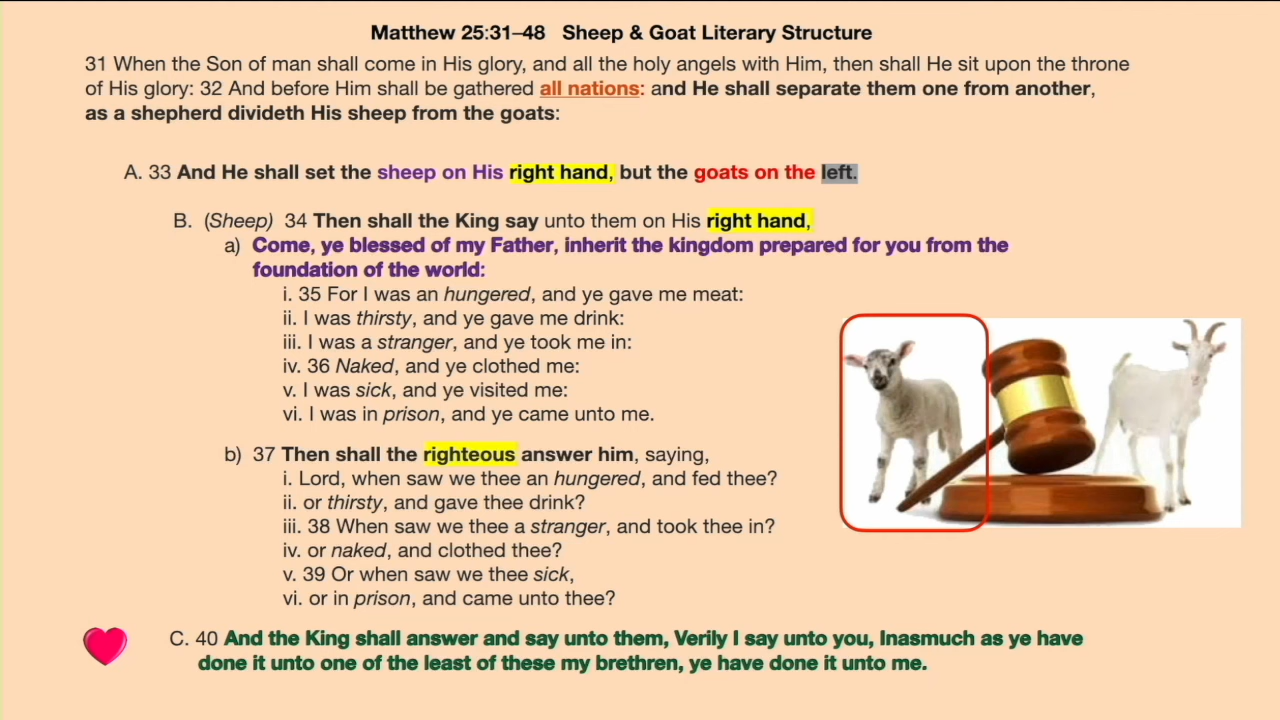 Matthew 25:31–48 Sheep & Goat Literary Structure
31 When the Son of man shall come in His glory, and all the holy angels with Him, then shall He sit upon the throne
of His glory: 32 And before Him shall be gathered all nations: and He shall separate them one from another,
as a shepherd divideth His sheep from the goats:
A. 33 And He shall set the sheep on His right hand, but the goats on the left.
B. (Sheep) 34 Then shall the King say unto them on His right hand,
a) Come, ye blessed of my Father, inherit the kingdom prepared for you from the
foundation of the world:
i. 35 For I was an hungered, and ye gave me meat:
ii. I was thirsty, and ye gave me drink:
iii. I was a stranger, and ye took me in:
iv. 36 Naked, and ye clothed me:
v. I was sick, and ye visited me:
vi. I was in prison, and ye came unto me.
b) 37 Then shall the righteous answer him, saying,
i. Lord, when saw we thee an hungered, and fed thee?
ii. or thirsty, and gave thee drink?
iii. 38 When saw we thee a stranger, and took thee in?
iv. or naked, and clothed thee?
v. 39 Or when saw we thee sick,
vi. or in prison, and came unto thee?
C. 40 And the King shall answer and say unto them, Verily I say unto you, Inasmuch as ye have
done it unto one of the least of these my brethren, ye have done it unto me.